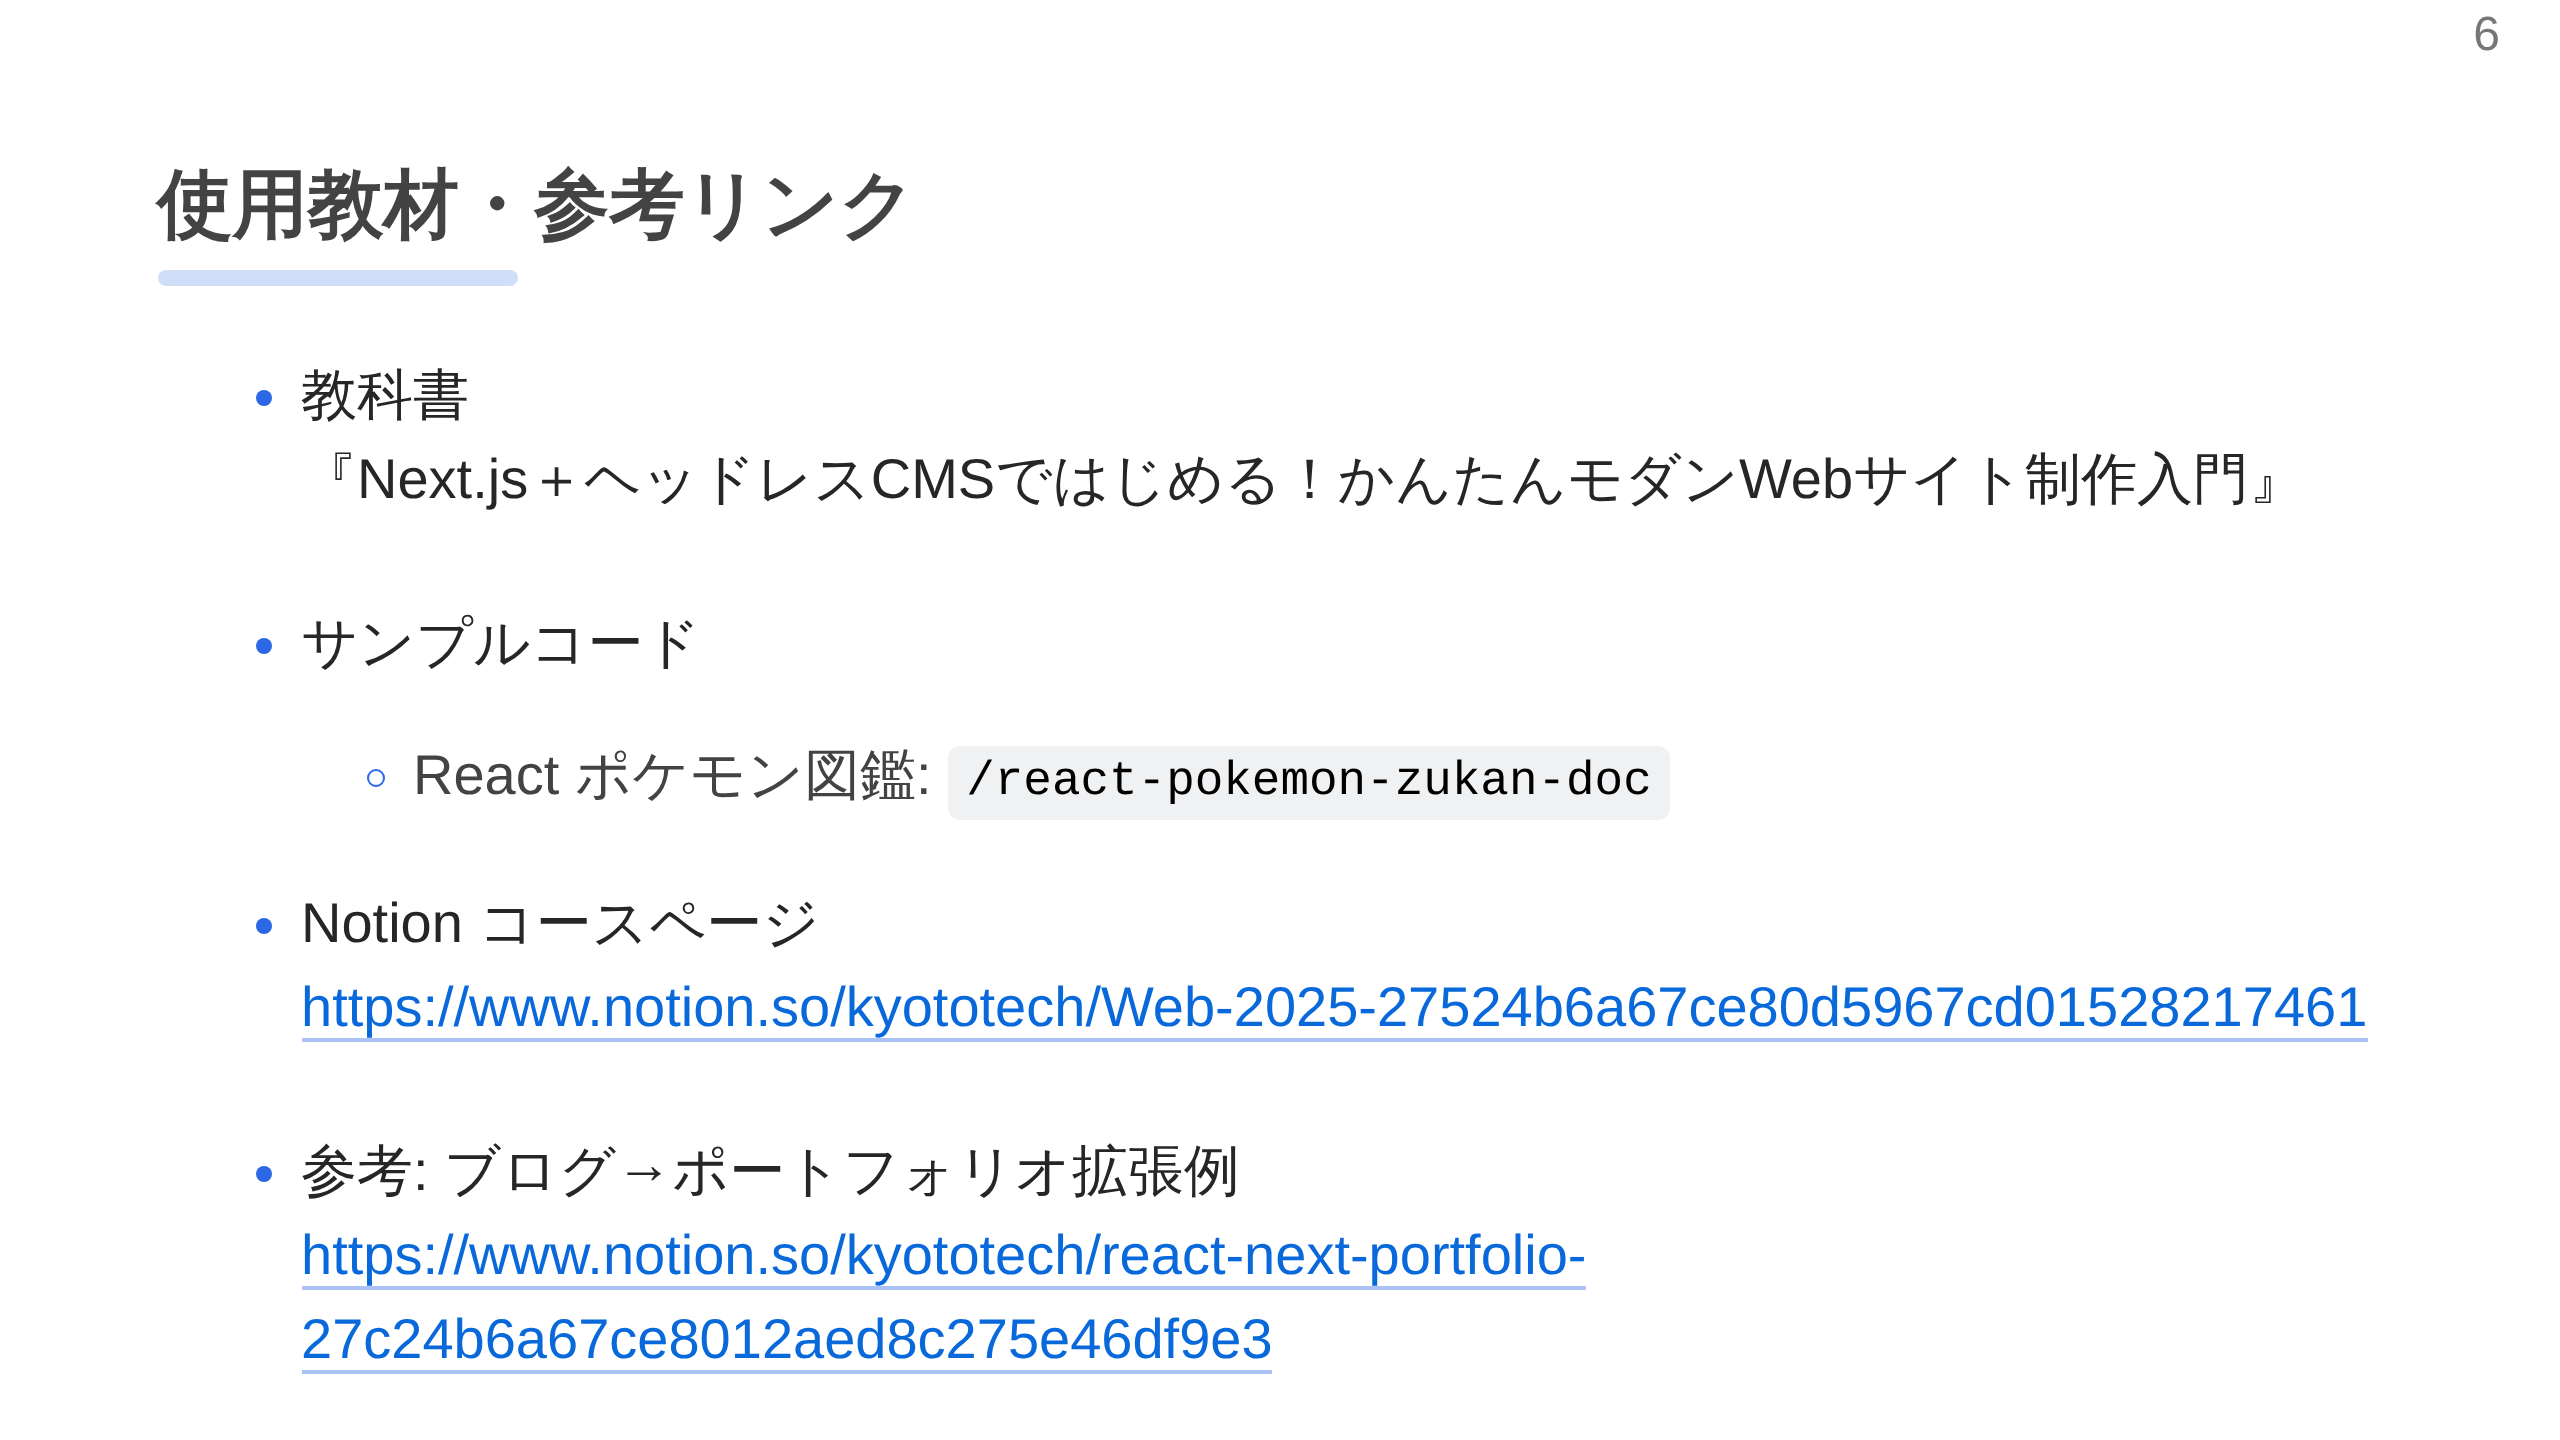 6
使用教材・参考リンク
教科書
『Next.js＋ヘッドレスCMSではじめる！かんたんモダンWebサイト制作入門』
サンプルコード
React ポケモン図鑑: /react-pokemon-zukan-doc
Notion コースページ
https://www.notion.so/kyototech/Web-2025-27524b6a67ce80d5967cd01528217461
参考: ブログ→ポートフォリオ拡張例
https://www.notion.so/kyototech/react-next-portfolio-
27c24b6a67ce8012aed8c275e46df9e3